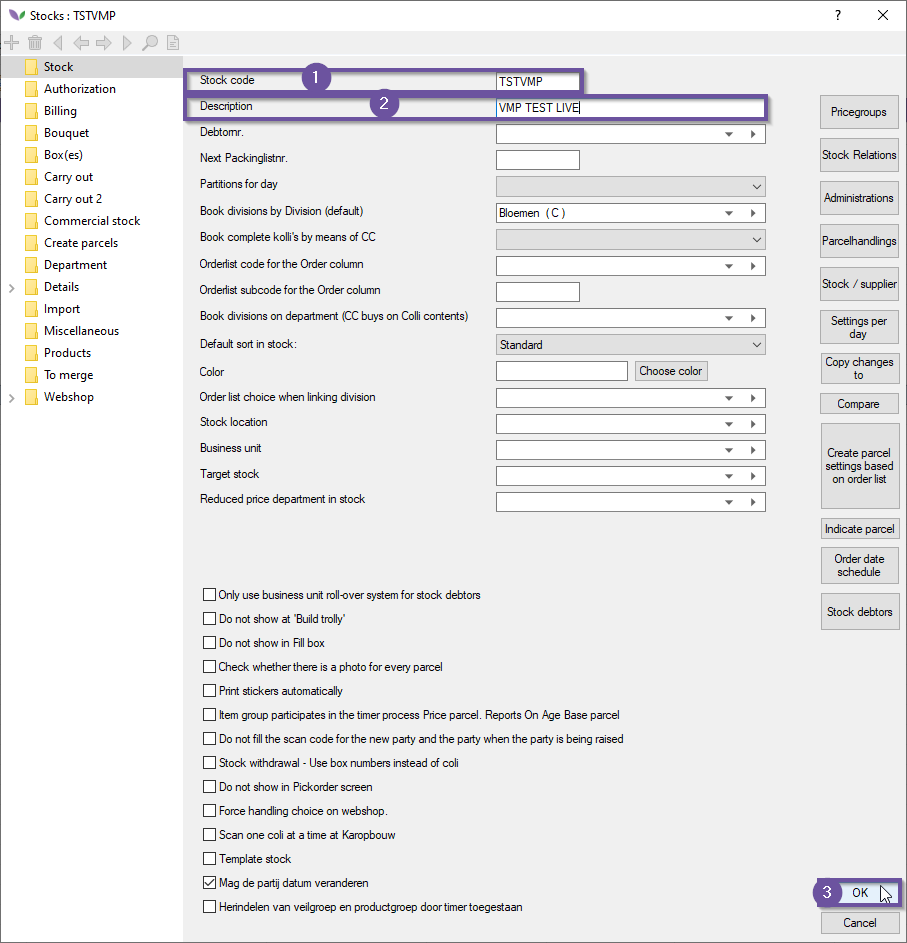 Stocks : TSTVMP
?
Stock
Authorization
Billing
Bouquet
Box(es)
Carry out
Carry out 2
Commercial stock
Create parcels
Department
Details
Import
Miscellaneous
Products
To merge
Webshop
Stock code 1 TSTVMP
Description 2 VMP TEST LIVE
Debtornr.
Next Packinglistnr.
Partitions for day
Book divisions by Division (default) Bloemen ( C )
Book complete kolli's by means of CC
Orderlist code for the Order column
Orderlist subcode for the Order column
Book divisions on department (CC buys on Colli contents)
Default sort in stock: Standard
Color Choose color
Order list choice when linking division
Stock location
Business unit
Target stock
Reduced price department in stock
Only use business unit roll-over system for stock debtors
Do not show at 'Build trolly'
Do not show in Fill box
Check whether there is a photo for every parcel
Print stickers automatically
Item group participates in the timer process Price parcel. Reports On Age Base parcel
Do not fill the scan code for the new party and the party when the party is being raised
Stock withdrawal - Use box numbers instead of coli
Do not show in Pickorder screen
Force handling choice on webshop.
Scan one coli at a time at Karopbouw
Template stock
Mag de partij datum veranderen
Herindelen van veilgroep en productgroep door timer toegestaan
Pricegroups
Stock Relations
Administrations
Parcelhandlings
Stock / supplier
Settings per
day
Copy changes
to
Compare
Create parcel
settings based
on order list
Indicate parcel
Order date
schedule
Stock debtors
3 OK
Cancel